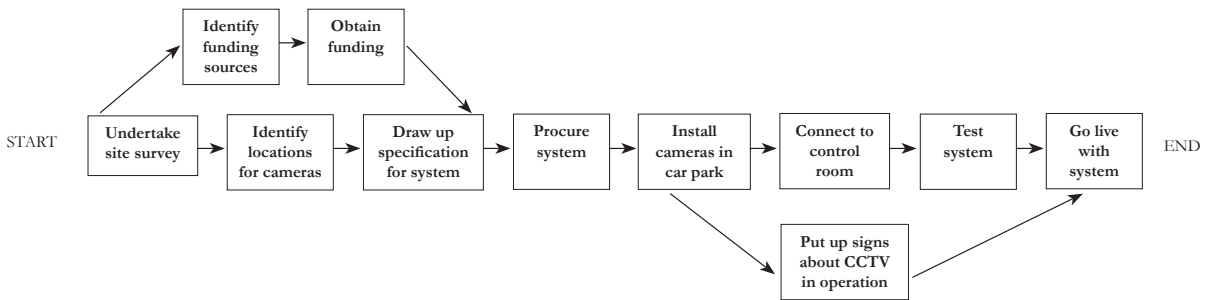 Identify
funding
sources
Obtain
funding
START
Undertake
site survey
Identify
locations
for cameras
Draw up
specification
for system
Procure
system
Install
cameras in
car park
Connect to
control
room
Test
system
Go live
with
system
END
Put up signs
about CCTV
in operation